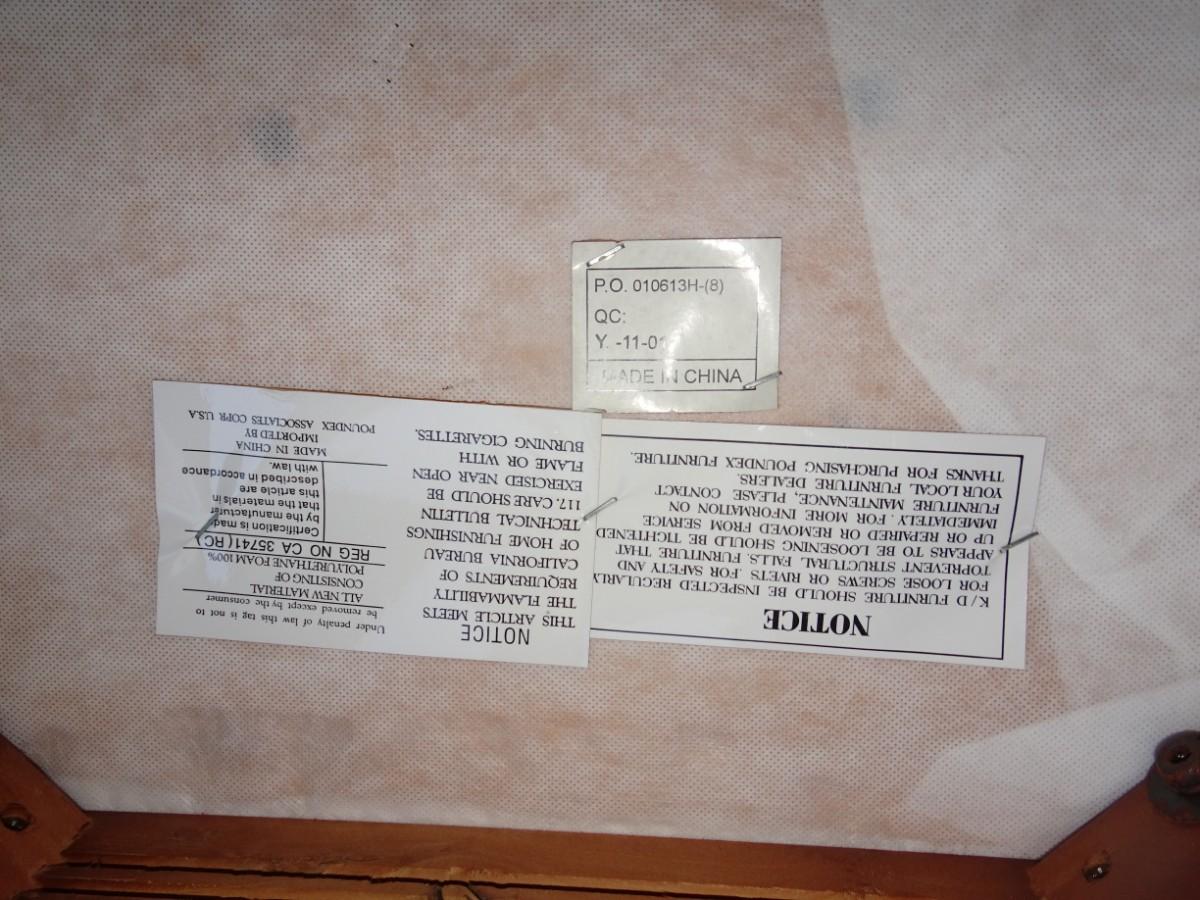 P.O. 010613H-(8)
QC:
Y. -11-01
MADE IN CHINA
NOTICE
THIS ARTICLE MEETS
THE FLAMMABILITY
REQUIREMENTS OF
CALIFORNIA BUREAU
OF HOME FURNISHINGS
TECHNICAL BULLETIN
117. CARE SHOULD BE
EXERCISED NEAR OPEN
FLAME OR WITH
BURNING CIGARETTES.
Under penalty of law this tag is not to
be removed except by the consumer
ALL NEW MATERIAL
CONSISTING OF
POLYURETHANE FOAM 100%
REG NO CA 35741 (RC)
Certification is made
by the manufacturer
that the materials in
this article are
described in accordance
with law.
MADE IN CHINA
IMPORTED BY
POUNDEX ASSOCIATES COPR U.S.A
NOTICE
K/D FURNITURE SHOULD BE INSPECTED REGULARLY
FOR LOOSE SCREWS OR RIVETS. FOR SAFETY AND
TOPREVENT STRUCTURAL FALLS. FURNITURE THAT
APPEARS TO BE LOOSENING SHOULD BE TIGHTENED
UP OR REPAIRED OR REMOVED FROM SERVICE
IMMEDIATELY. FOR MORE INFORMATION ON
FURNITURE MAINTENANCE, PLEASE CONTACT
YOUR LOCAL FURNITURE DEALERS.
THANKS FOR PURCHASING POUNDEX FURNITURE.